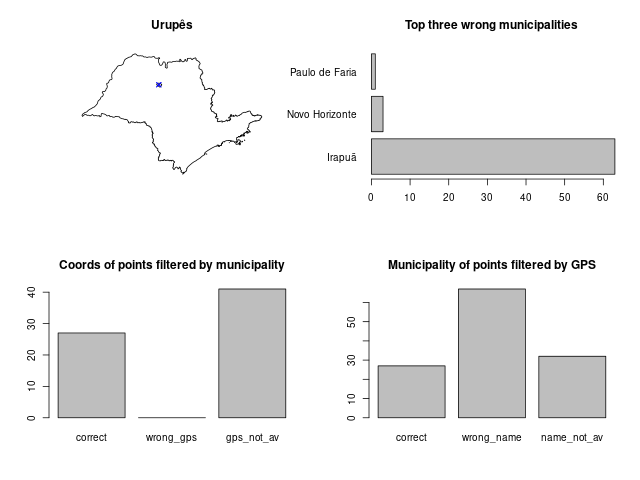 Urupês
Top three wrong municipalities
Paulo de Faria
Novo Horizonte
Irapuã
0 10 20 30 40 50 60
Coords of points filtered by municipality
40
30
20
10
0
correct wrong_gps gps_not_av
Municipality of points filtered by GPS
50
30
10
0
correct wrong_name name_not_av